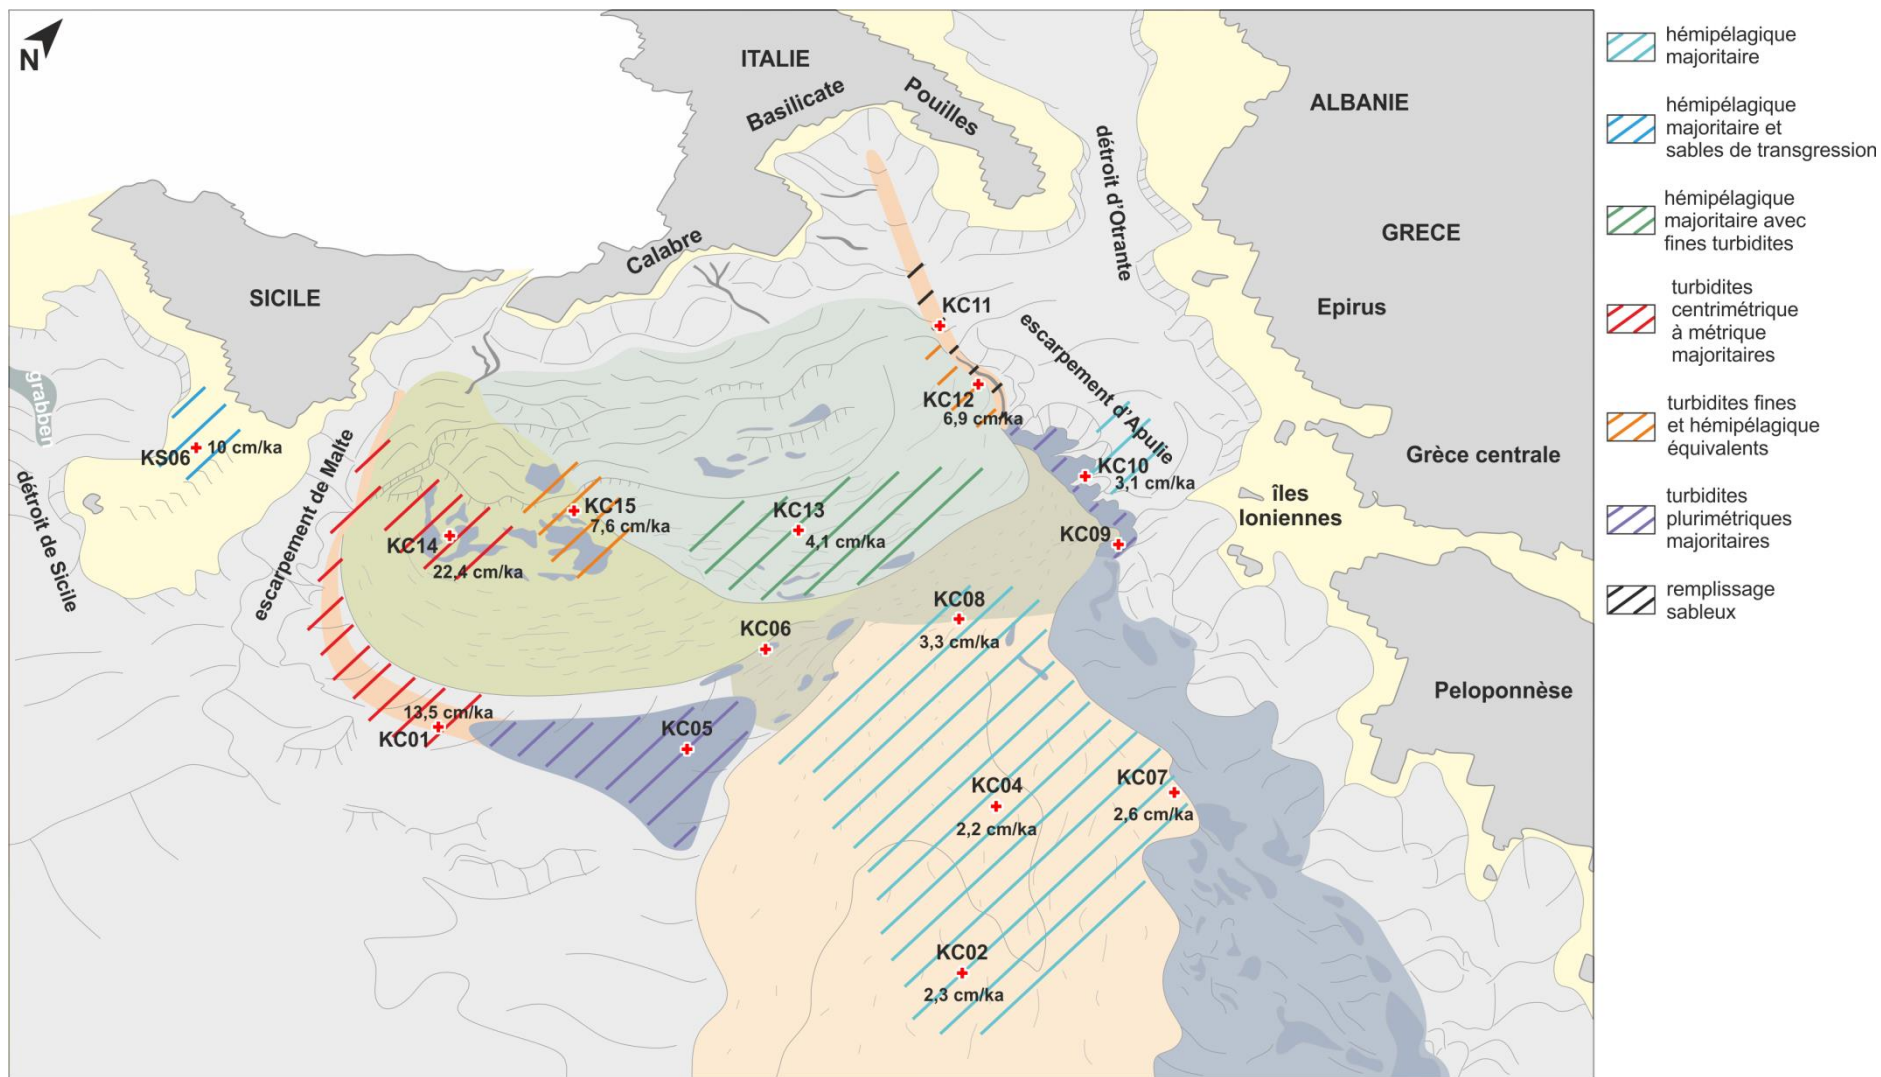 N
ITALIE
Basilicate
Pouilles
détroit d'Otrante
ALBANIE
GRECE
Epirus
SICILE
Calabre
KC11
escarpement d'Apulie
grabben
KC12
6,9 cm/ka
KS06
10 cm/ka
détroit de Sicile
escarpement de Malte
KC10
3,1 cm/ka
Grèce centrale
îles
Ioniennes
KC15
7,6 cm/ka
KC13
4,1 cm/ka
KC14
22,4 cm/ka
KC09
KC08
3,3 cm/ka
KC06
Peloponnèse
13,5 cm/ka
KC01
KC05
KC04
2,2 cm/ka
KC07
2,6 cm/ka
KC02
2,3 cm/ka
hémipélagique
majoritaire
hémipélagique
majoritaire et
sables de transgression
hémipélagique
majoritaire avec
fines turbidites
turbidites
centrimétrique
à métrique
majoritaires
turbidites fines
et hémipélagique
équivalents
turbidites
plurimétriques
majoritaires
remplissage
sableux